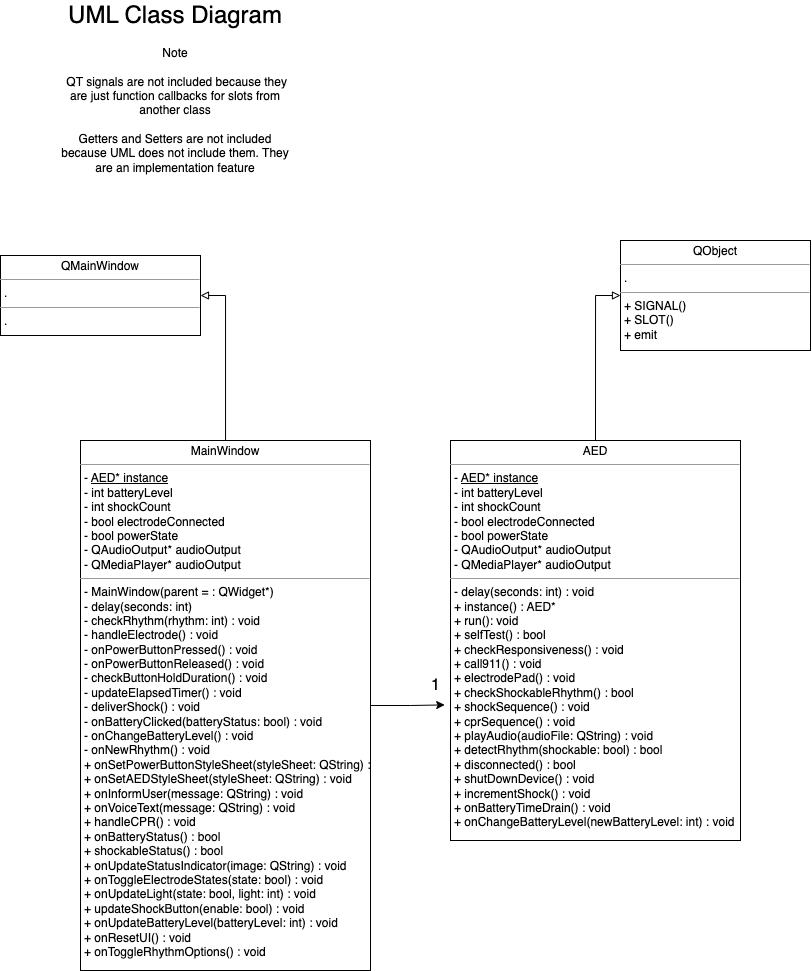 UML Class Diagram
Note
QT signals are not included because they
are just function callbacks for slots from
another class
Getters and Setters are not included
because UML does not include them. They
are an implementation feature
QMainWindow
.
.
QObject
.
+ SIGNAL()
+ SLOT()
+ emit
MainWindow
- AED* instance
- int batteryLevel
- int shockCount
- bool electrodeConnected
- bool powerState
- QAudioOutput* audioOutput
- QMediaPlayer* audioOutput
- MainWindow(parent = : QWidget*)
- delay(seconds: int)
- checkRhythm(rhythm: int) : void
- handleElectrode() : void
- onPowerButtonPressed() : void
- onPowerButtonReleased() : void
- checkButtonHoldDuration() : void
- updateElapsedTimer() : void
- deliverShock() : void
- onBatteryClicked(batteryStatus: bool) : void
- onChangeBatteryLevel() : void
- onNewRhythm() : void
+ onSetPowerButtonStyleSheet(styleSheet: QString) :
+ onSetAEDStyleSheet(styleSheet: QString) : void
+ onInformUser(message: QString) : void
+ onVoiceText(message: QString) : void
+ handleCPR() : void
+ onBatteryStatus() : bool
+ shockableStatus() : bool
+ onUpdateStatusIndicator(image: QString) : void
+ onToggleElectrodeStates(state: bool) : void
+ onUpdateLight(state: bool, light: int) : void
+ updateShockButton(enable: bool) : void
+ onUpdateBatteryLevel(batteryLevel: int) : void
+ onResetUI() : void
+ onToggleRhythmOptions() : void
1
AED
- AED* instance
- int batteryLevel
- int shockCount
- bool electrodeConnected
- bool powerState
- QAudioOutput* audioOutput
- QMediaPlayer* audioOutput
- delay(seconds: int) : void
+ instance() : AED*
+ run(): void
+ selfTest() : bool
+ checkResponsiveness() : void
+ call911() : void
+ electrodePad() : void
+ checkShockableRhythm() : bool
+ shockSequence() : void
+ cprSequence() : void
+ playAudio(audioFile: QString) : void
+ detectRhythm(shockable: bool) : bool
+ disconnected() : bool
+ shutDownDevice() : void
+ incrementShock() : void
+ onBatteryTimeDrain() : void
+ onChangeBatteryLevel(newBatteryLevel: int) : void